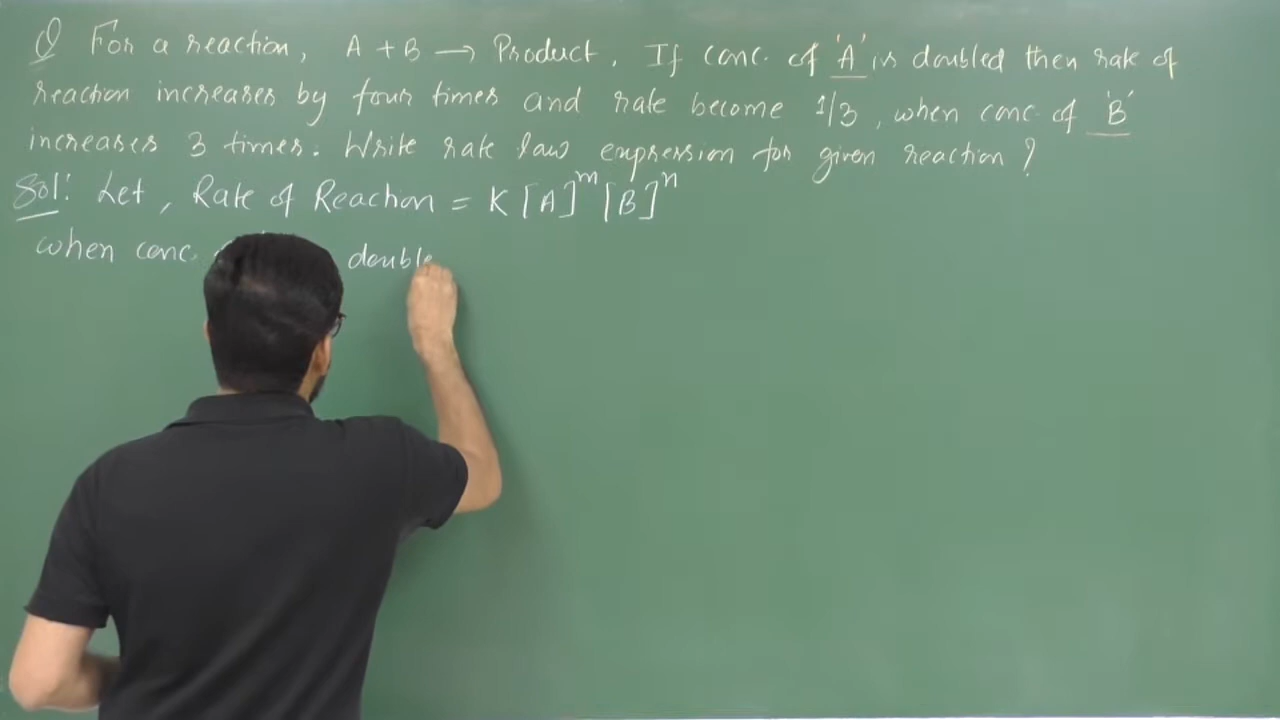 Q For a reaction, A + B → Product. If conc. of 'A' is doubled then rate of
reaction increases by four times and rate become 1/3, when conc. of 'B'
increases 3 times. Write rate law expression for given reaction?
Sol: Let, Rate of Reaction = K[A]^m [B]^n
when conc. double